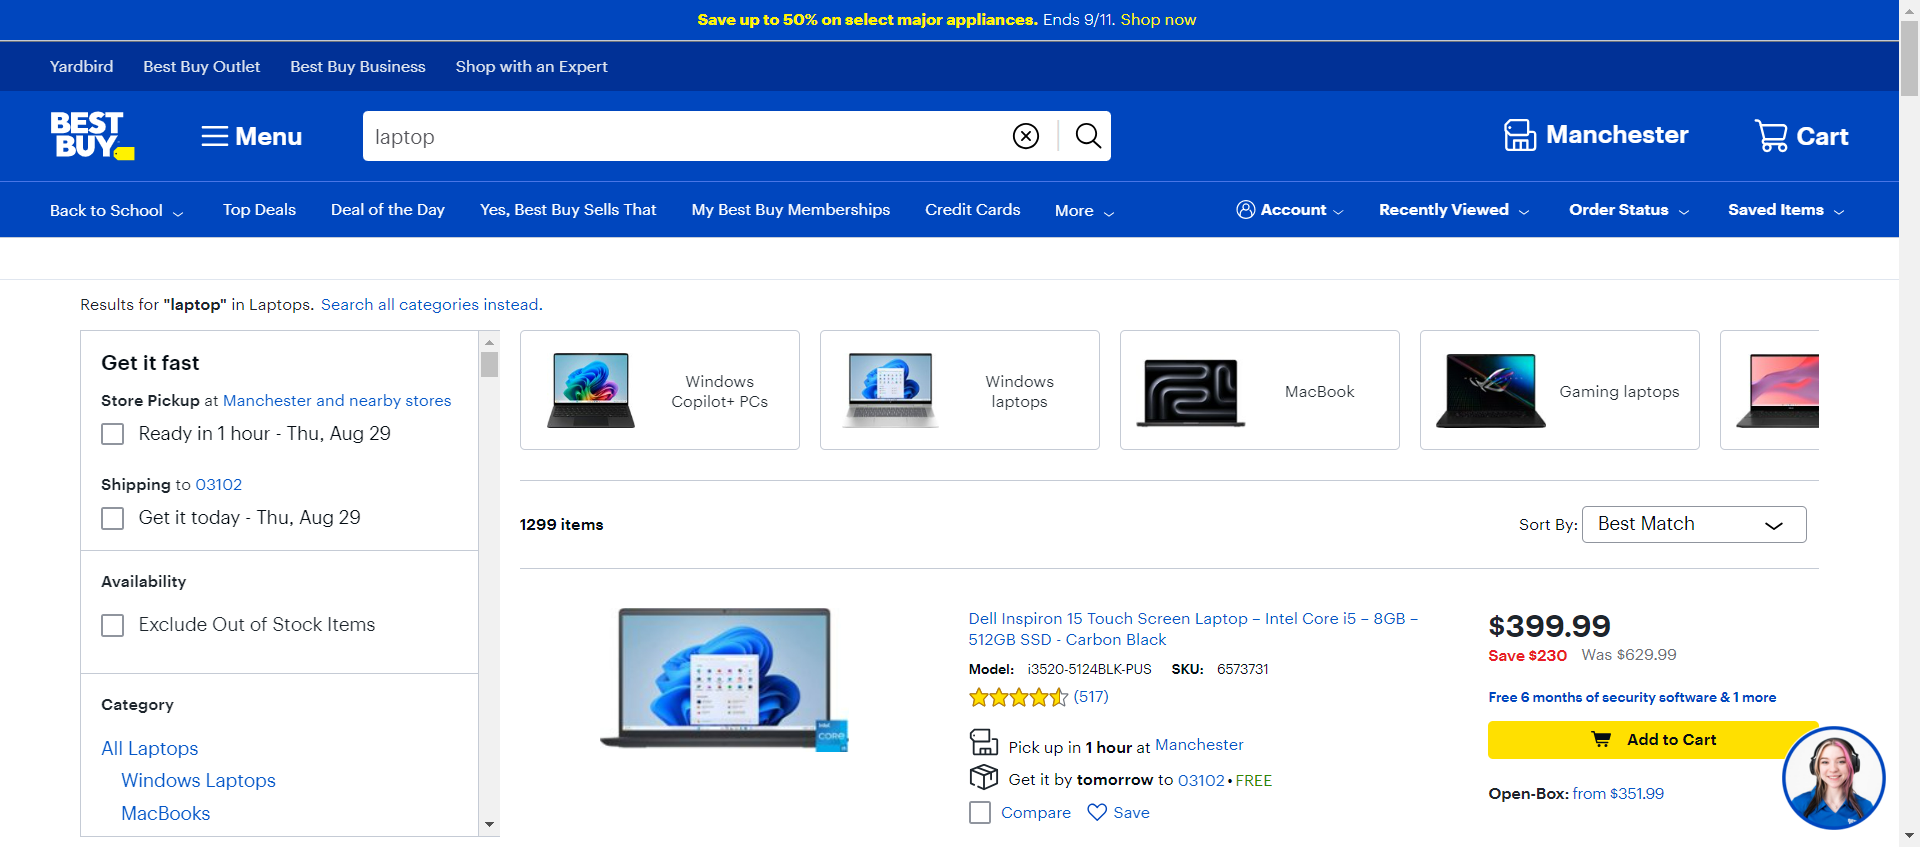 Save up to 50% on select major appliances. Ends 9/11. Shop now
Yardbird Best Buy Outlet Best Buy Business Shop with an Expert
BEST BUY
Menu
laptop
Manchester
Cart
Back to School Top Deals Deal of the Day Yes, Best Buy Sells That My Best Buy Memberships Credit Cards More
Account Recently Viewed Order Status Saved Items
Results for "laptop" in Laptops. Search all categories instead.
Get it fast
Store Pickup at Manchester and nearby stores
Ready in 1 hour - Thu, Aug 29
Shipping to 03102
Get it today - Thu, Aug 29
Availability
Exclude Out of Stock Items
Category
All Laptops
Windows Laptops
MacBooks
Windows
Copilot+ PCs
Windows
laptops
MacBook
Gaming laptops
1299 items
Sort By: Best Match
Dell Inspiron 15 Touch Screen Laptop – Intel Core i5 – 8GB –
512GB SSD - Carbon Black
Model: i3520-5124BLK-PUS SKU: 6573731
(517)
Pick up in 1 hour at Manchester
Get it by tomorrow to 03102 • FREE
Compare Save
CORE
$399.99
Save $230 Was $629.99
Free 6 months of security software & 1 more
Add to Cart
Open-Box: from $351.99